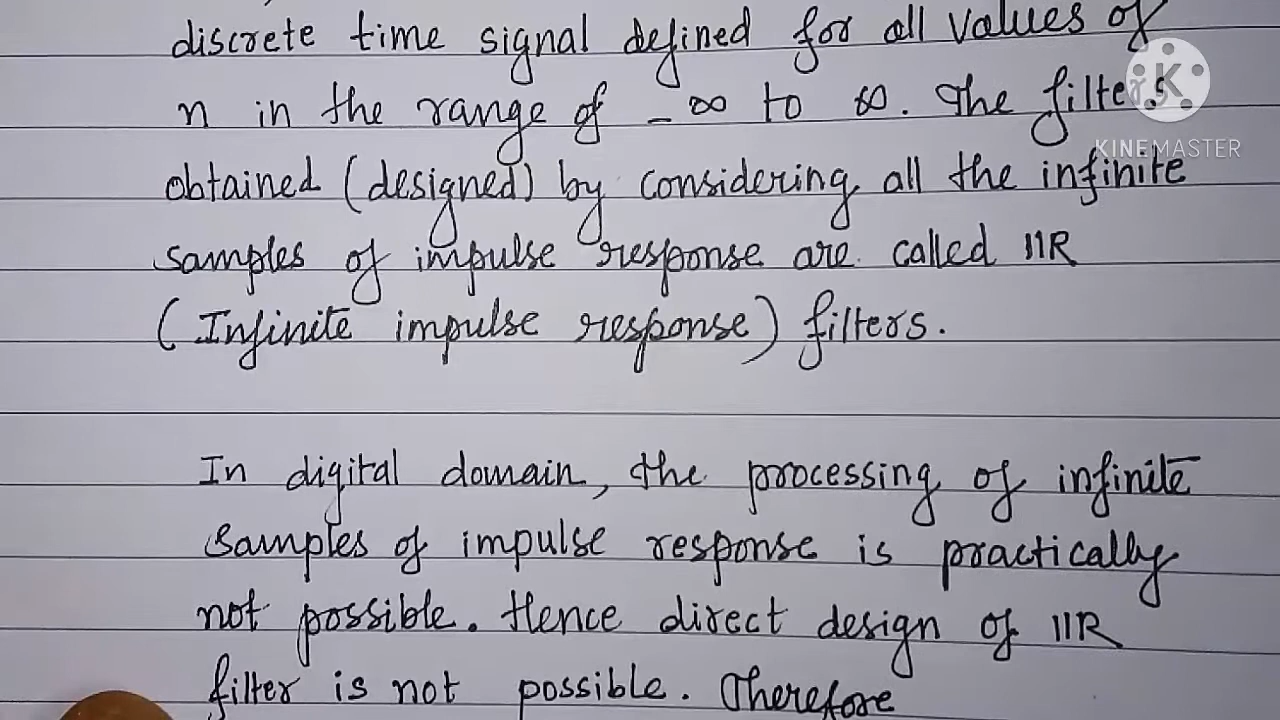 discrete time signal defined for all values of
n in the range of -∞ to ∞. The filters
K
KINEMASTER
obtained (designed) by considering all the infinite
samples of impulse response are called IIR
(Infinite impulse response) filters.
In digital domain, the processing of infinite
samples of impulse response is practically
not possible. Hence direct design of IIR
filter is not possible. Therefore